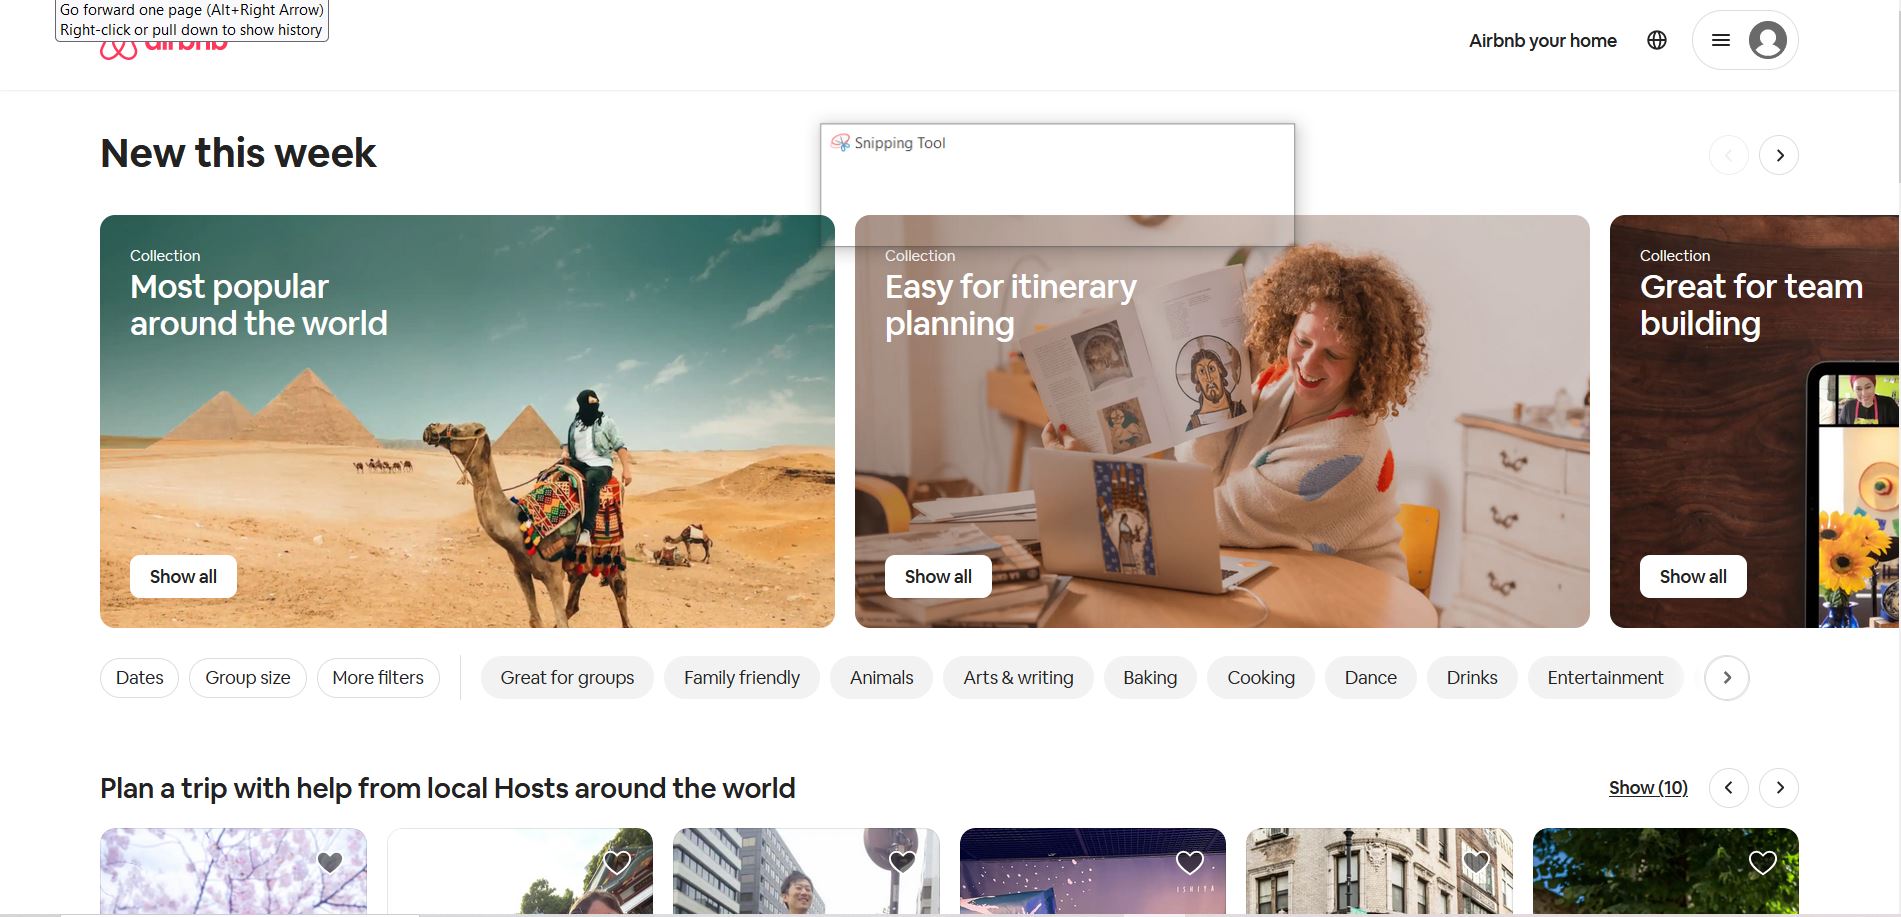 Go forward one page (Alt+Right Arrow)
Right-click or pull down to show history
airbnb
Airbnb your home
New this week
Snipping Tool
Collection
Most popular
around the world
Show all
Collection
Easy for itinerary
planning
Show all
Collection
Great for team
building
Show all
Dates
Group size
More filters
Great for groups
Family friendly
Animals
Arts & writing
Baking
Cooking
Dance
Drinks
Entertainment
Plan a trip with help from local Hosts around the world
Show (10)
ISHIYA